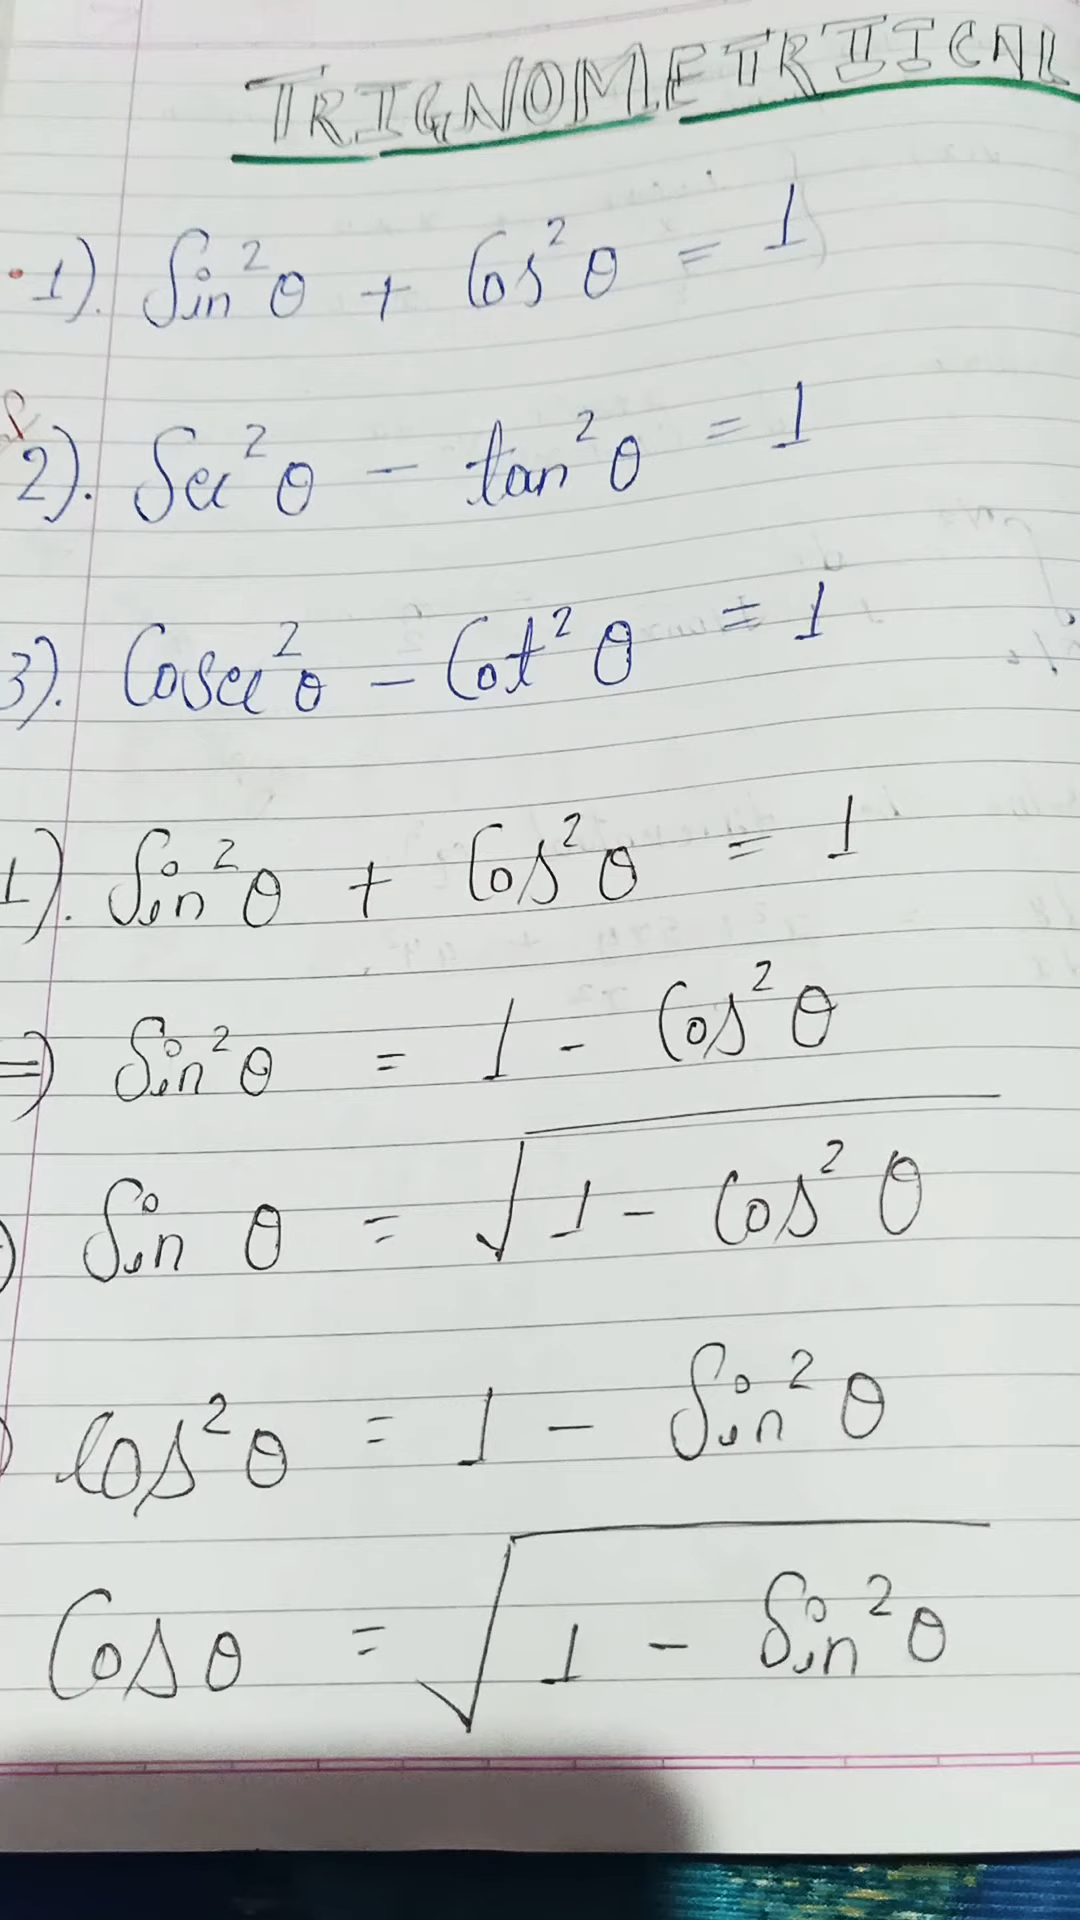 TRIGNOMETRIICAL
1). Sin²θ + Cos²θ = 1
2). Sec²θ - tan²θ = 1
3). Cosec²θ - Cot²θ = 1
1). Sin²θ + Cos²θ = 1
⇒) Sin²θ = 1 - Cos²θ
Sin θ = √1 - Cos²θ
Cos²θ = 1 - Sin²θ
Cos θ = √1 - Sin²θ